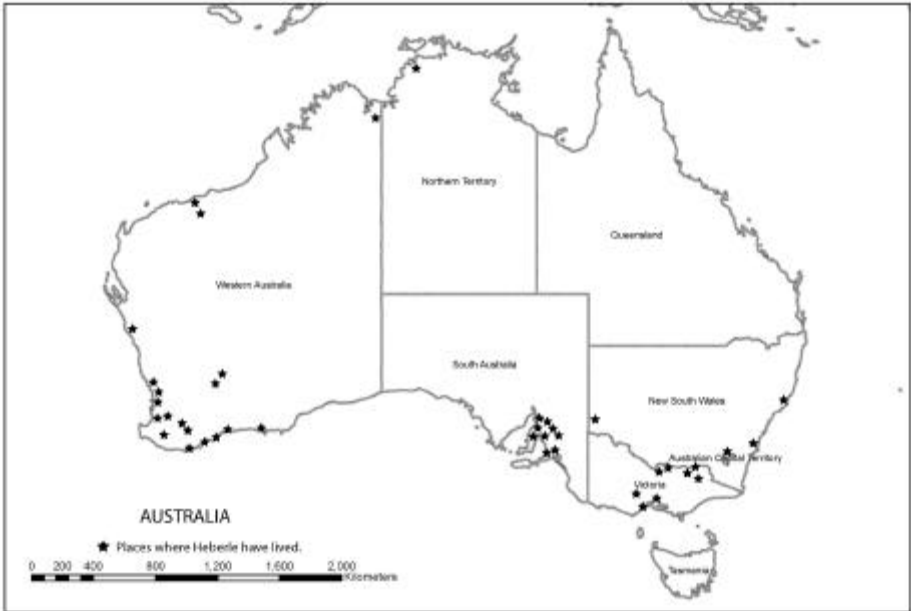 Northern Territory
Queensland
Western Australia
South Australia
New South Wales
Australian Capital Territory
Victoria
AUSTRALIA
Places where Heberle have lived.
0 200 400 800 1,200 1,600 2,000
Kilometers
Tasmania